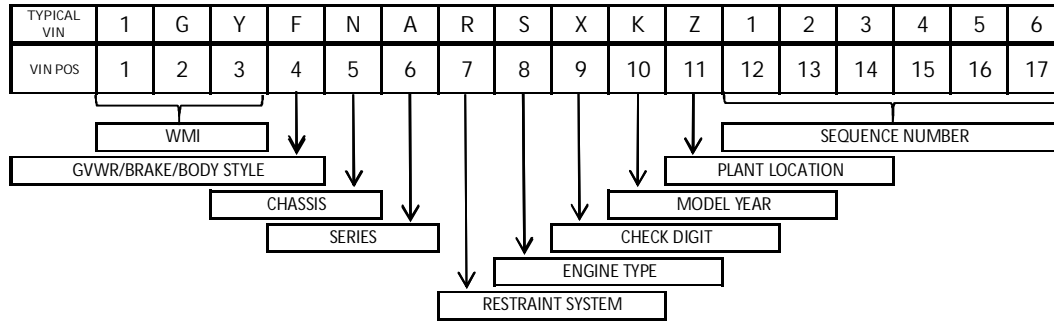 TYPICAL VIN 1 G Y F N A R S X K Z 1 2 3 4 5 6
VIN POS 1 2 3 4 5 6 7 8 9 10 11 12 13 14 15 16 17
WMI SEQUENCE NUMBER
GVWR/BRAKE/BODY STYLE PLANT LOCATION
CHASSIS MODEL YEAR
SERIES CHECK DIGIT
ENGINE TYPE
RESTRAINT SYSTEM